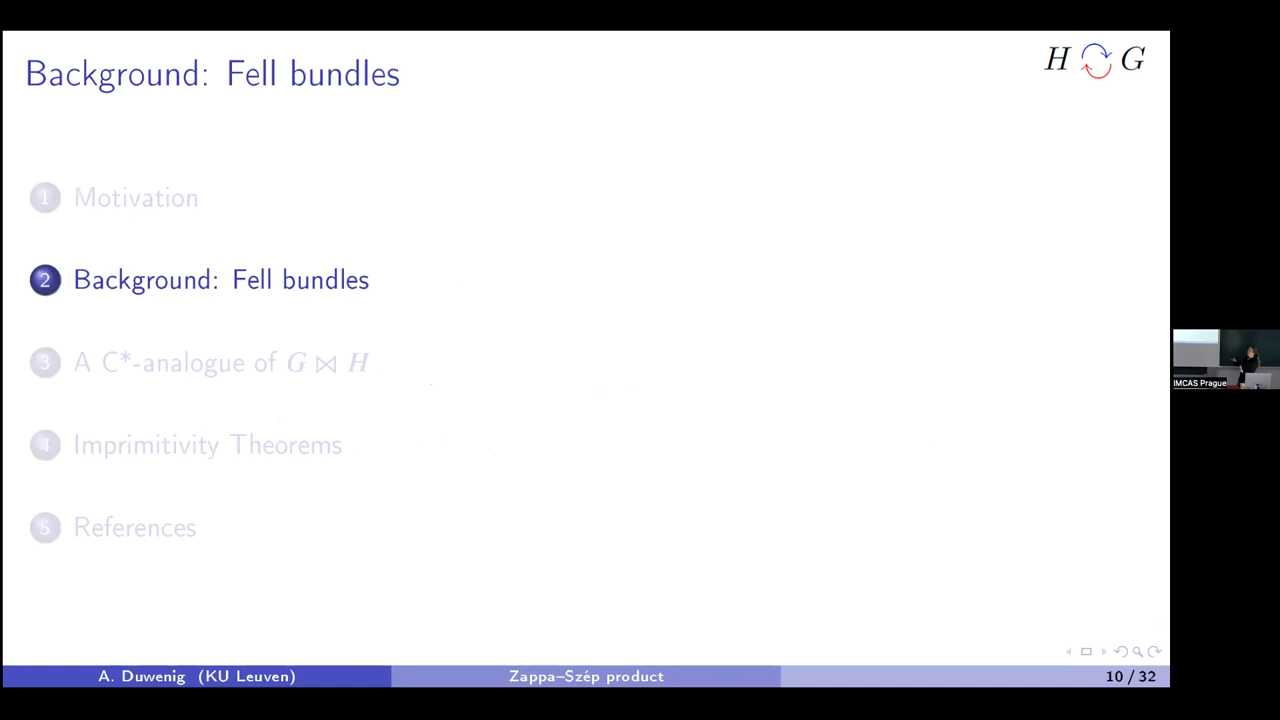 Background: Fell bundles
H G
1 Motivation
2 Background: Fell bundles
3 A C*-analogue of G ⋈ H
4 Imprimitivity Theorems
5 References
IMCAS Prague
A. Duwenig (KU Leuven) Zappa–Szép product 10 / 32